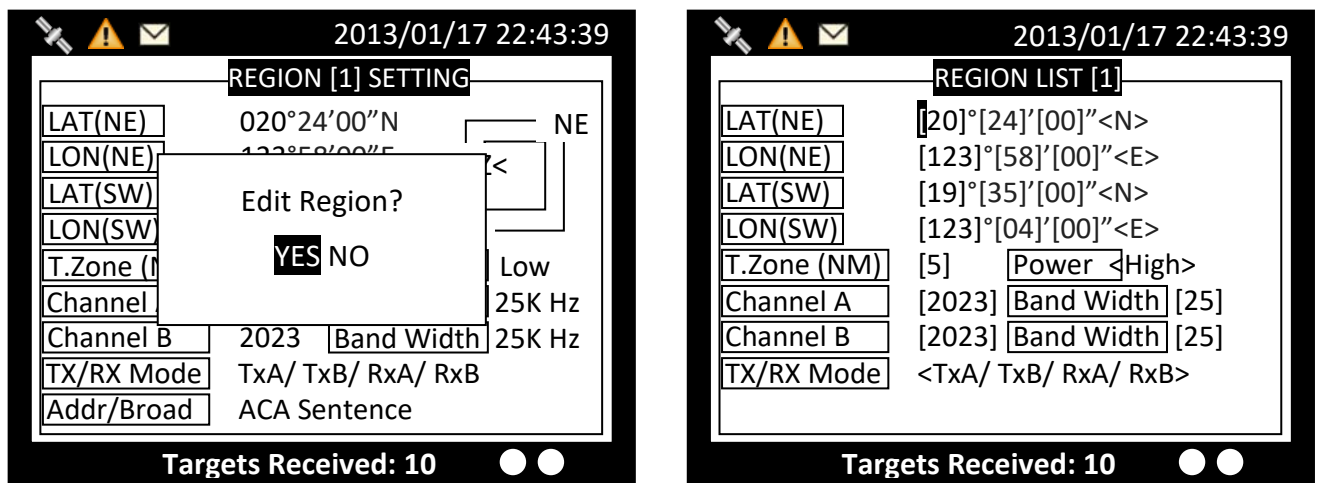 2013/01/17 22:43:39
REGION [1] SETTING
LAT(NE) 020°24’00”N NE
LON(NE)
LAT(SW)
LON(SW)
Edit Region?
YES NO
T.Zone Low
Channel 25K Hz
Channel B 2023 Band Width 25K Hz
TX/RX Mode TxA/ TxB/ RxA/ RxB
Addr/Broad ACA Sentence
Targets Received: 10
2013/01/17 22:43:39
REGION LIST [1]
LAT(NE) [20]°[24]’[00]”<N>
LON(NE) [123]°[58]’[00]”<E>
LAT(SW) [19]°[35]’[00]”<N>
LON(SW) [123]°[04]’[00]”<E>
T.Zone (NM) [5] Power <High>
Channel A [2023] Band Width [25]
Channel B [2023] Band Width [25]
TX/RX Mode <TxA/ TxB/ RxA/ RxB>
Targets Received: 10